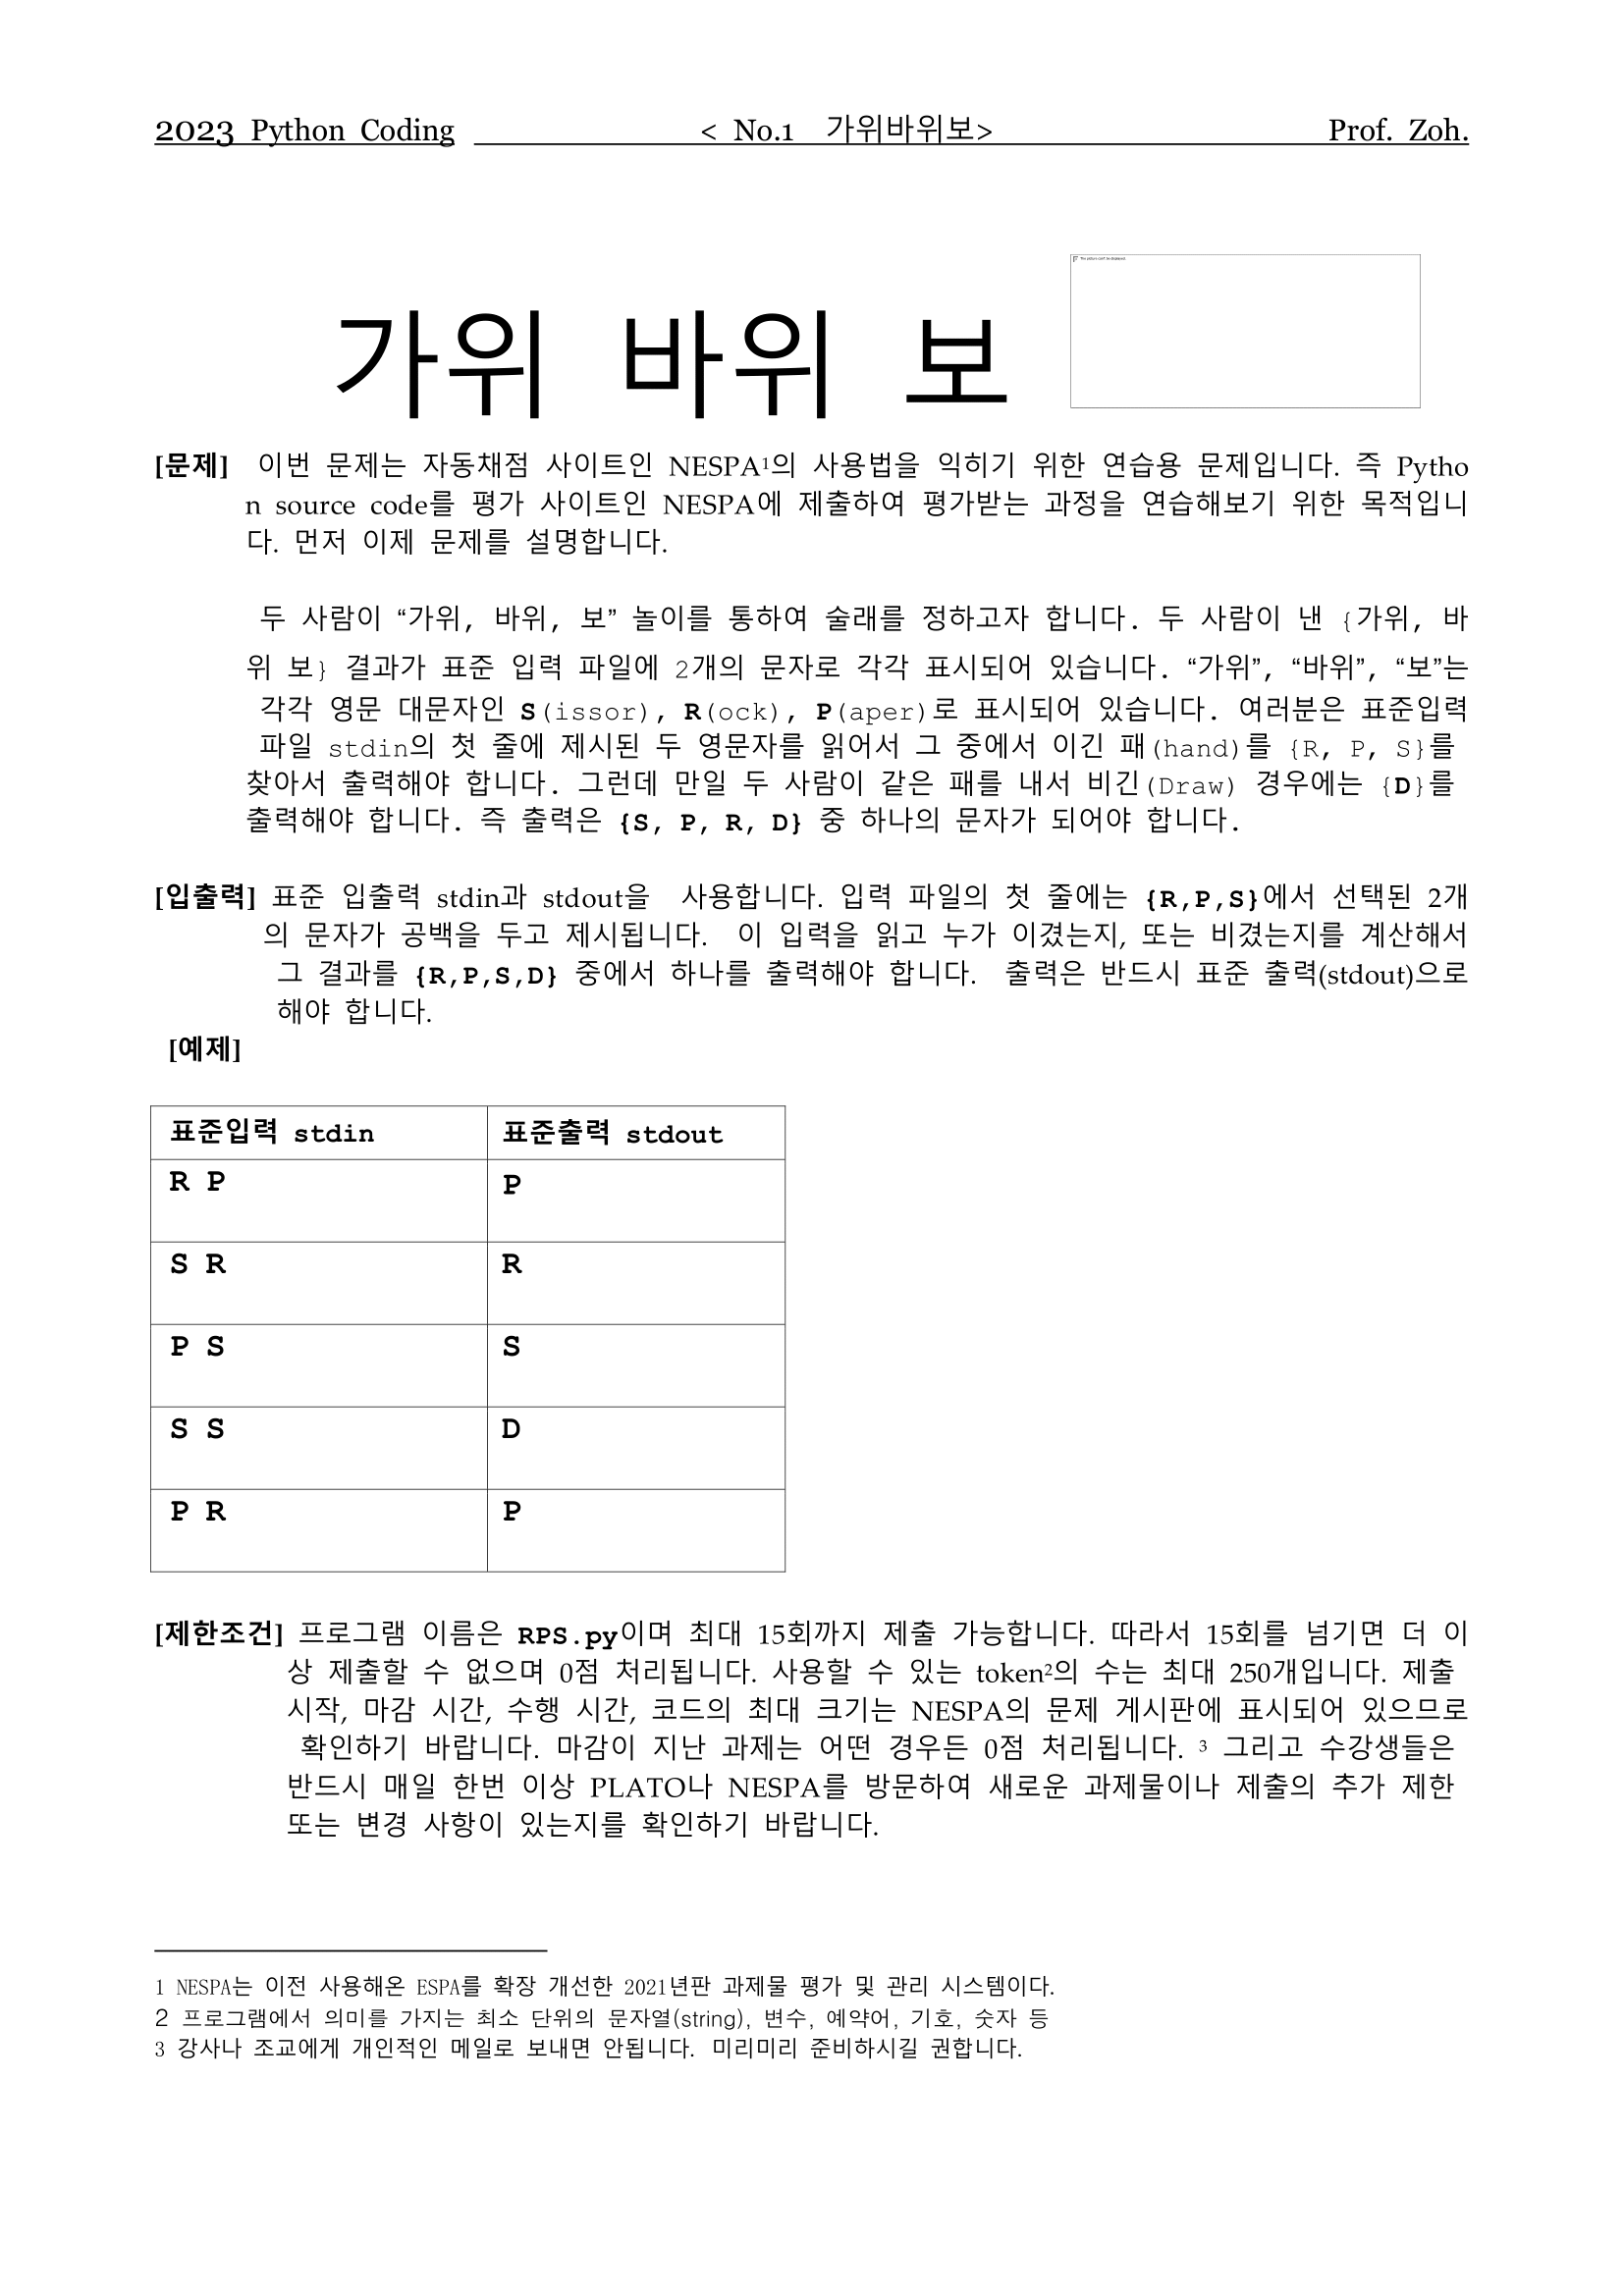 2023 Python Coding < No.1 가위바위보> Prof. Zoh.
The picture can't be displayed.
가위 바위 보
[문제] 이번 문제는 자동채점 사이트인 NESPA1의 사용법을 익히기 위한 연습용 문제입니다. 즉 Pytho
n source code를 평가 사이트인 NESPA에 제출하여 평가받는 과정을 연습해보기 위한 목적입니
다. 먼저 이제 문제를 설명합니다.
두 사람이 “가위, 바위, 보” 놀이를 통하여 술래를 정하고자 합니다. 두 사람이 낸 {가위, 바
위 보} 결과가 표준 입력 파일에 2개의 문자로 각각 표시되어 있습니다. “가위”, “바위”, “보”는
각각 영문 대문자인 S(issor), R(ock), P(aper)로 표시되어 있습니다. 여러분은 표준입력
파일 stdin의 첫 줄에 제시된 두 영문자를 읽어서 그 중에서 이긴 패(hand)를 {R, P, S}를
찾아서 출력해야 합니다. 그런데 만일 두 사람이 같은 패를 내서 비긴(Draw) 경우에는 {D}를
출력해야 합니다. 즉 출력은 {S, P, R, D} 중 하나의 문자가 되어야 합니다.
[입출력] 표준 입출력 stdin과 stdout을 사용합니다. 입력 파일의 첫 줄에는 {R,P,S}에서 선택된 2개
의 문자가 공백을 두고 제시됩니다. 이 입력을 읽고 누가 이겼는지, 또는 비겼는지를 계산해서
그 결과를 {R,P,S,D} 중에서 하나를 출력해야 합니다. 출력은 반드시 표준 출력(stdout)으로
해야 합니다.
[예제]
표준입력 stdin 표준출력 stdout
R P P
S R R
P S S
S S D
P R P
[제한조건] 프로그램 이름은 RPS.py이며 최대 15회까지 제출 가능합니다. 따라서 15회를 넘기면 더 이
상 제출할 수 없으며 0점 처리됩니다. 사용할 수 있는 token2의 수는 최대 250개입니다. 제출
시작, 마감 시간, 수행 시간, 코드의 최대 크기는 NESPA의 문제 게시판에 표시되어 있으므로
확인하기 바랍니다. 마감이 지난 과제는 어떤 경우든 0점 처리됩니다. 3 그리고 수강생들은
반드시 매일 한번 이상 PLATO나 NESPA를 방문하여 새로운 과제물이나 제출의 추가 제한
또는 변경 사항이 있는지를 확인하기 바랍니다.
1 NESPA는 이전 사용해온 ESPA를 확장 개선한 2021년판 과제물 평가 및 관리 시스템이다.
2 프로그램에서 의미를 가지는 최소 단위의 문자열(string), 변수, 예약어, 기호, 숫자 등
3 강사나 조교에게 개인적인 메일로 보내면 안됩니다. 미리미리 준비하시길 권합니다.